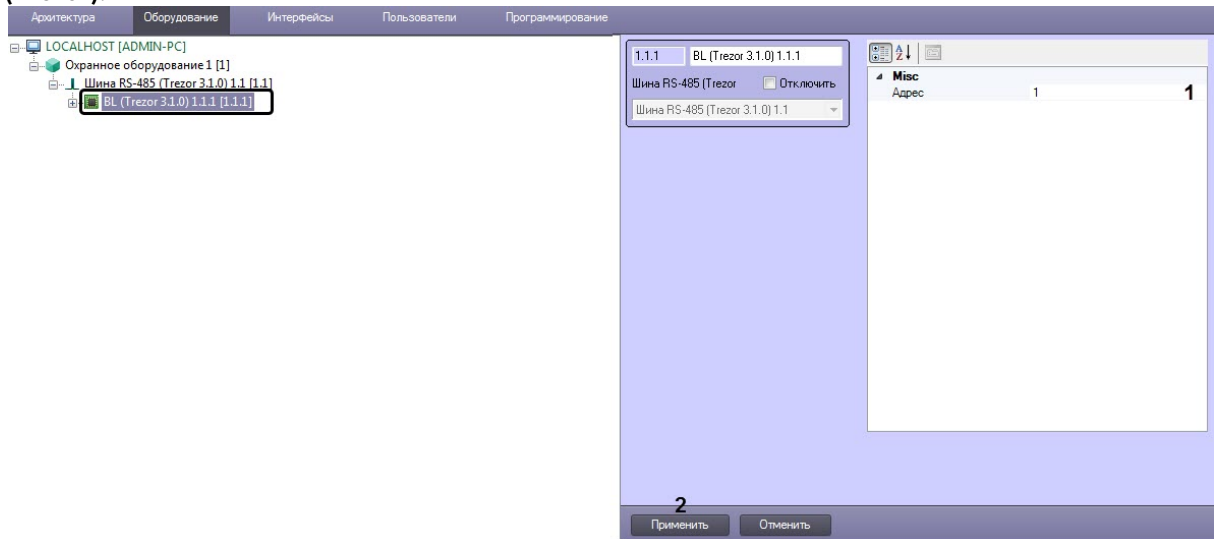 Архитектура Оборудование Интерфейсы Пользователи Программирование
LOCALHOST [ADMIN-PC]
Охранное оборудование 1 [1]
Шина RS-485 (Trezor 3.1.0) 1.1 [1.1]
BL (Trezor 3.1.0) 1.1.1 [1.1.1]
1.1.1 BL (Trezor 3.1.0) 1.1.1
Шина RS-485 (Trezor Отключить
Шина RS-485 (Trezor 3.1.0) 1.1
Misc
Адрес 1 1
2
Применить Отменить